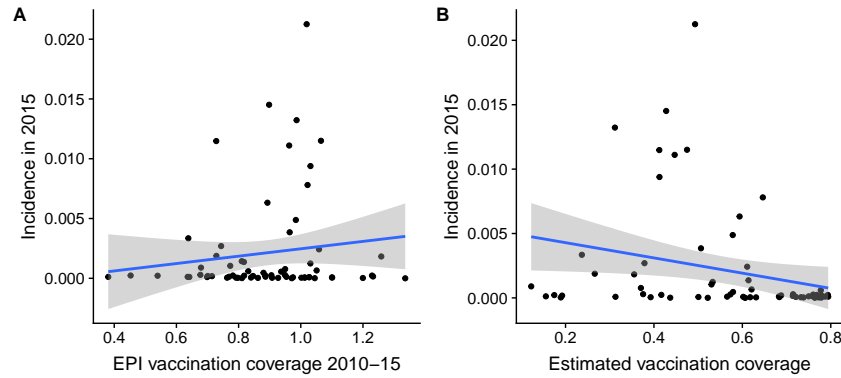 A
Incidence in 2015
0.020
0.015
0.010
0.005
0.000
0.4 0.6 0.8 1.0 1.2
EPI vaccination coverage 2010−15
B
Incidence in 2015
0.020
0.015
0.010
0.005
0.000
0.2 0.4 0.6 0.8
Estimated vaccination coverage